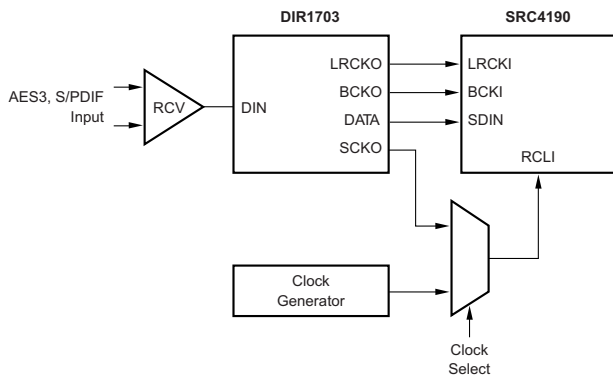 DIR1703
SRC4190
AES3, S/PDIF
Input
RCV
DIN
LRCKO
BCKO
DATA
SCKO
LRCKI
BCKI
SDIN
RCLI
Clock
Generator
Clock
Select